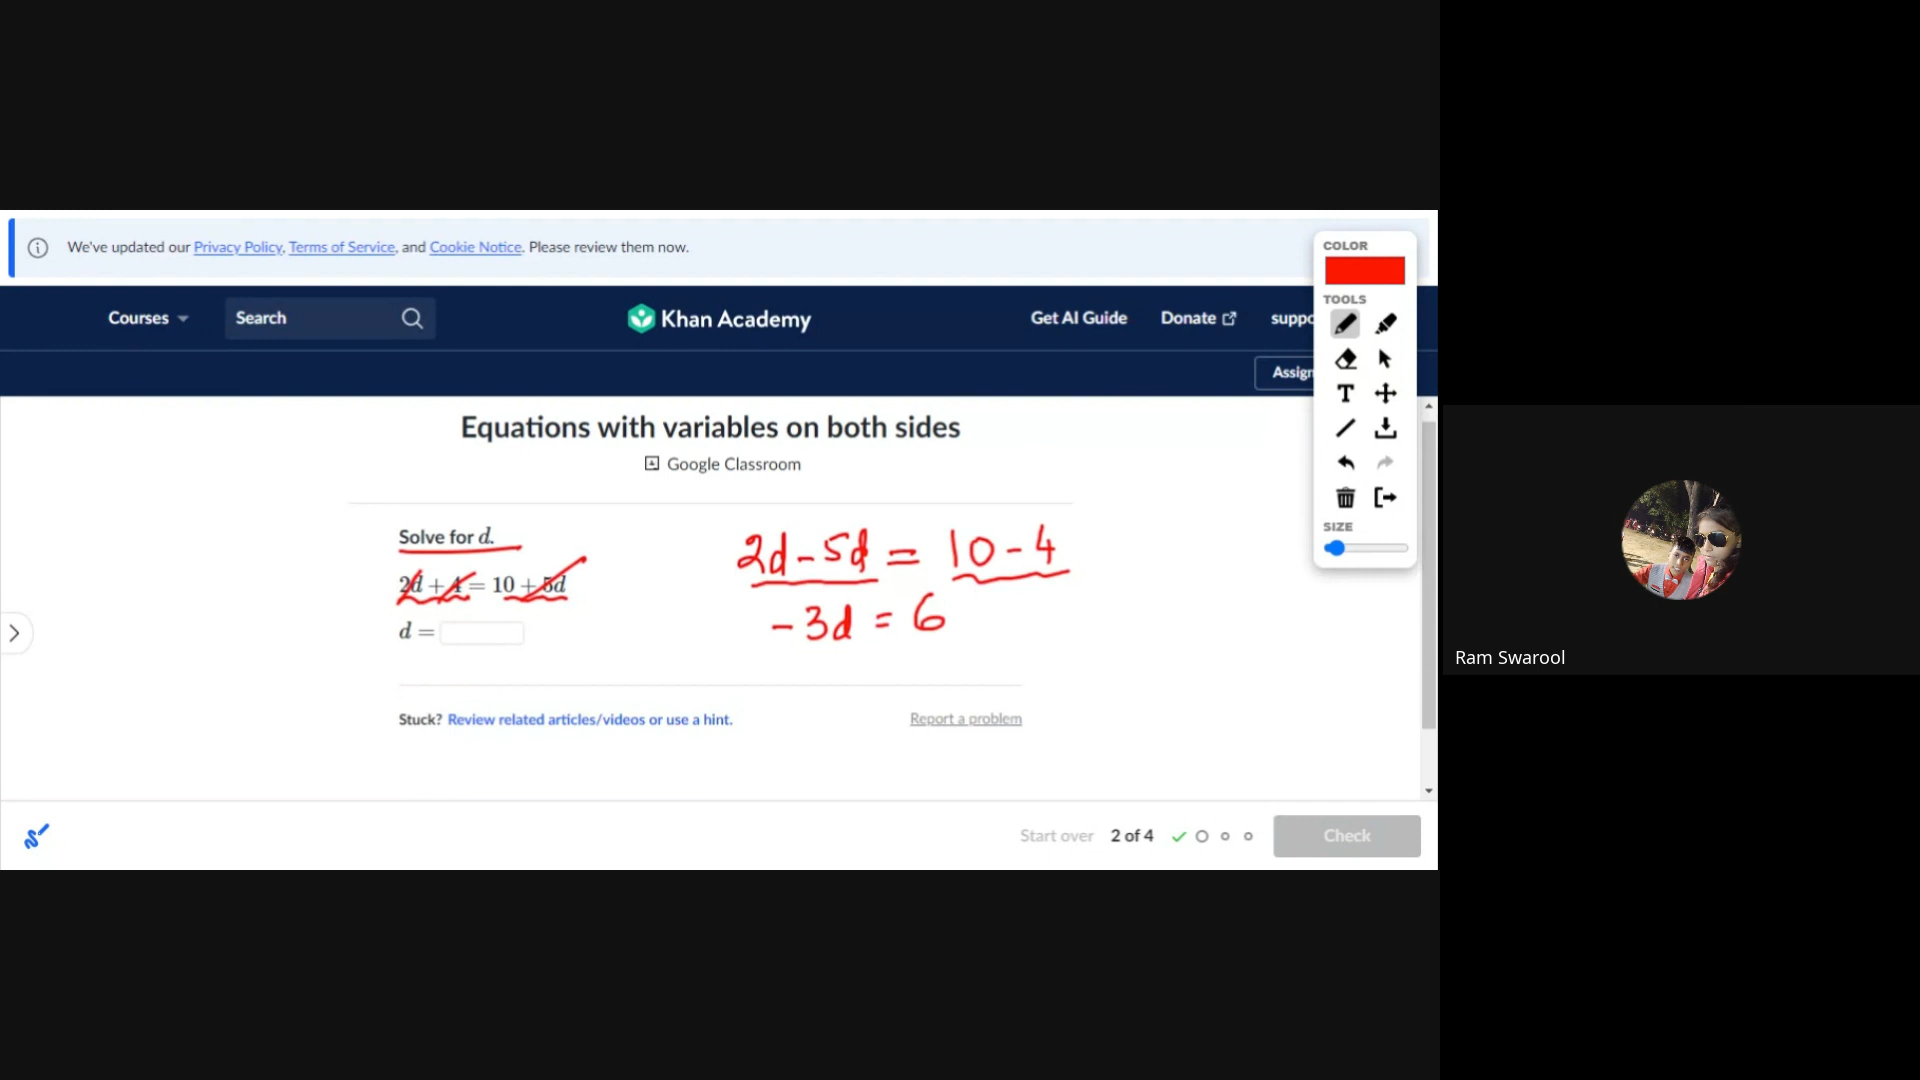 We've updated our Privacy Policy, Terms of Service, and Cookie Notice. Please review them now.
COLOR
TOOLS
SIZE
Courses
Search
Khan Academy
Get AI Guide
Donate
suppo
Assign
Equations with variables on both sides
Google Classroom
Solve for d.
2d + 4 = 10 + 5d
d =
2d - 5d = 10 - 4
- 3d = 6
Stuck? Review related articles/videos or use a hint.
Report a problem
Start over
2 of 4
Check
Ram Swarool